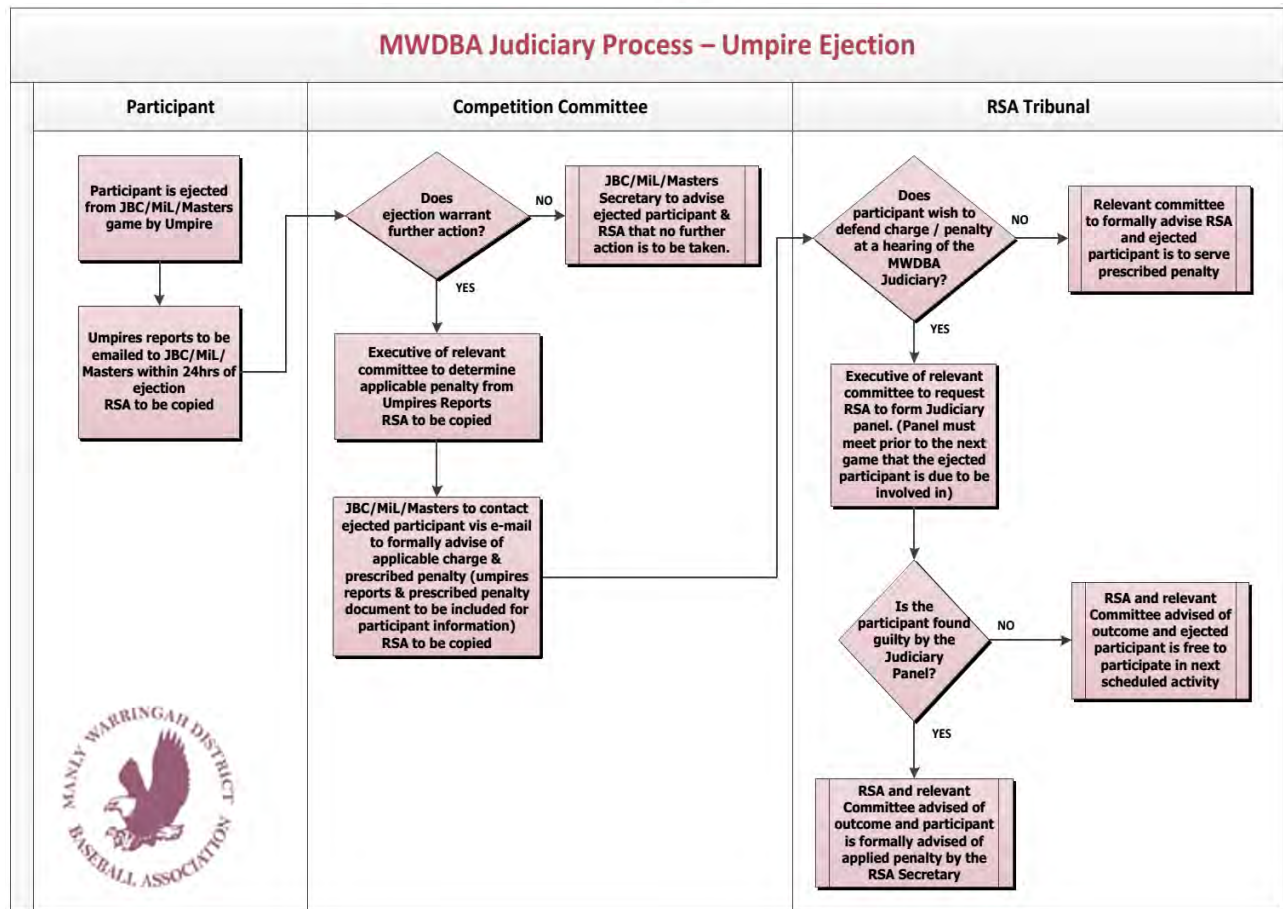 MWDBA Judiciary Process – Umpire Ejection
Participant
Competition Committee
RSA Tribunal
Participant is ejected
from JBC/MiL/Masters
game by Umpire
Umpires reports to be
emailed to JBC/MiL/
Masters within 24hrs of
ejection
RSA to be copied
Does
ejection warrant
further action?
NO
JBC/MiL/Masters
Secretary to advise
ejected participant &
RSA that no further
action is to be taken.
YES
Executive of relevant
committee to determine
applicable penalty from
Umpires Reports
RSA to be copied
JBC/MiL/Masters to contact
ejected participant vis e-mail
to formally advise of
applicable charge &
prescribed penalty (umpires
reports & prescribed penalty
document to be included for
participant information)
RSA to be copied
Does
participant wish to
defend charge / penalty
at a hearing of the
MWDBA
Judiciary?
NO
Relevant committee
to formally advise RSA
and ejected
participant is to serve
prescribed penalty
YES
Executive of relevant
committee to request
RSA to form Judiciary
panel. (Panel must
meet prior to the next
game that the ejected
participant is due to be
involved in)
Is the
participant found
guilty by the
Judiciary
Panel?
NO
RSA and relevant
Committee advised of
outcome and ejected
participant is free to
participate in next
scheduled activity
YES
RSA and relevant
Committee advised of
outcome and participant
is formally advised of
applied penalty by the
RSA Secretary
MANLY WARRINGAH DISTRICT
BASEBALL ASSOCIATION